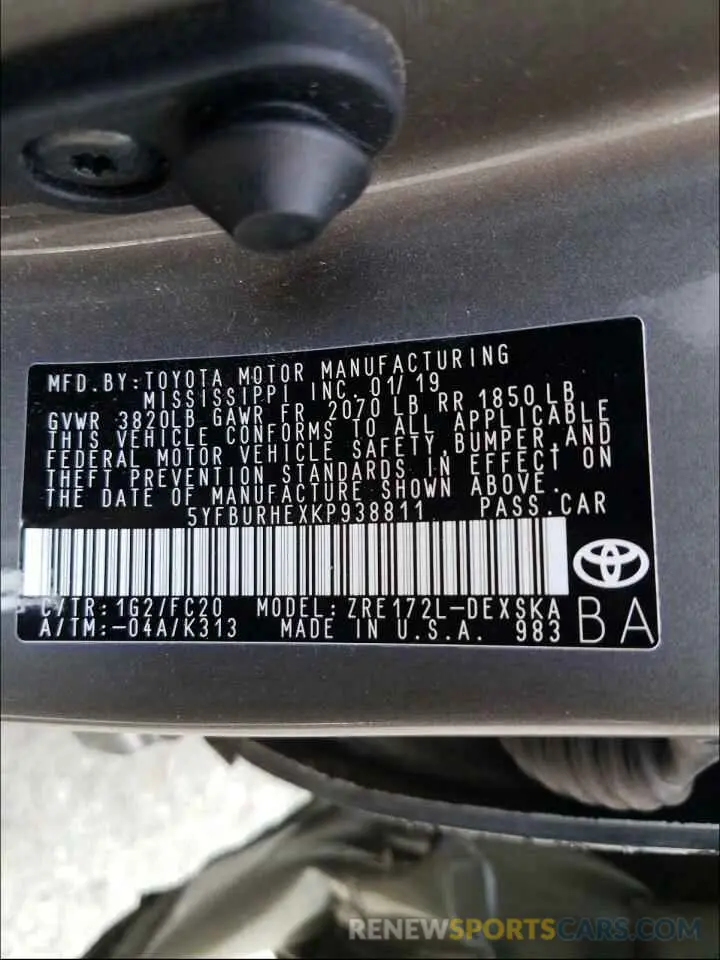 MFD.BY:TOYOTA MOTOR MANUFACTURING
MISSISSIPPI INC. 01/19
GVWR 3820LB GAWR FR 2070 LB RR 1850 LB
THIS VEHICLE CONFORMS TO ALL APPLICABLE
FEDERAL MOTOR VEHICLE SAFETY,BUMPER,AND
THEFT PREVENTION STANDARDS IN EFFECT ON
THE DATE OF MANUFACTURE SHOWN ABOVE.
5YFBURHEXKP938811 PASS.CAR
C/TR:1G2/FC20 MODEL:ZRE172L-DEXSKA
A/TM:-04A/K313 MADE IN U.S.A. 983
BA
RENEWSPORTSCARS.COM